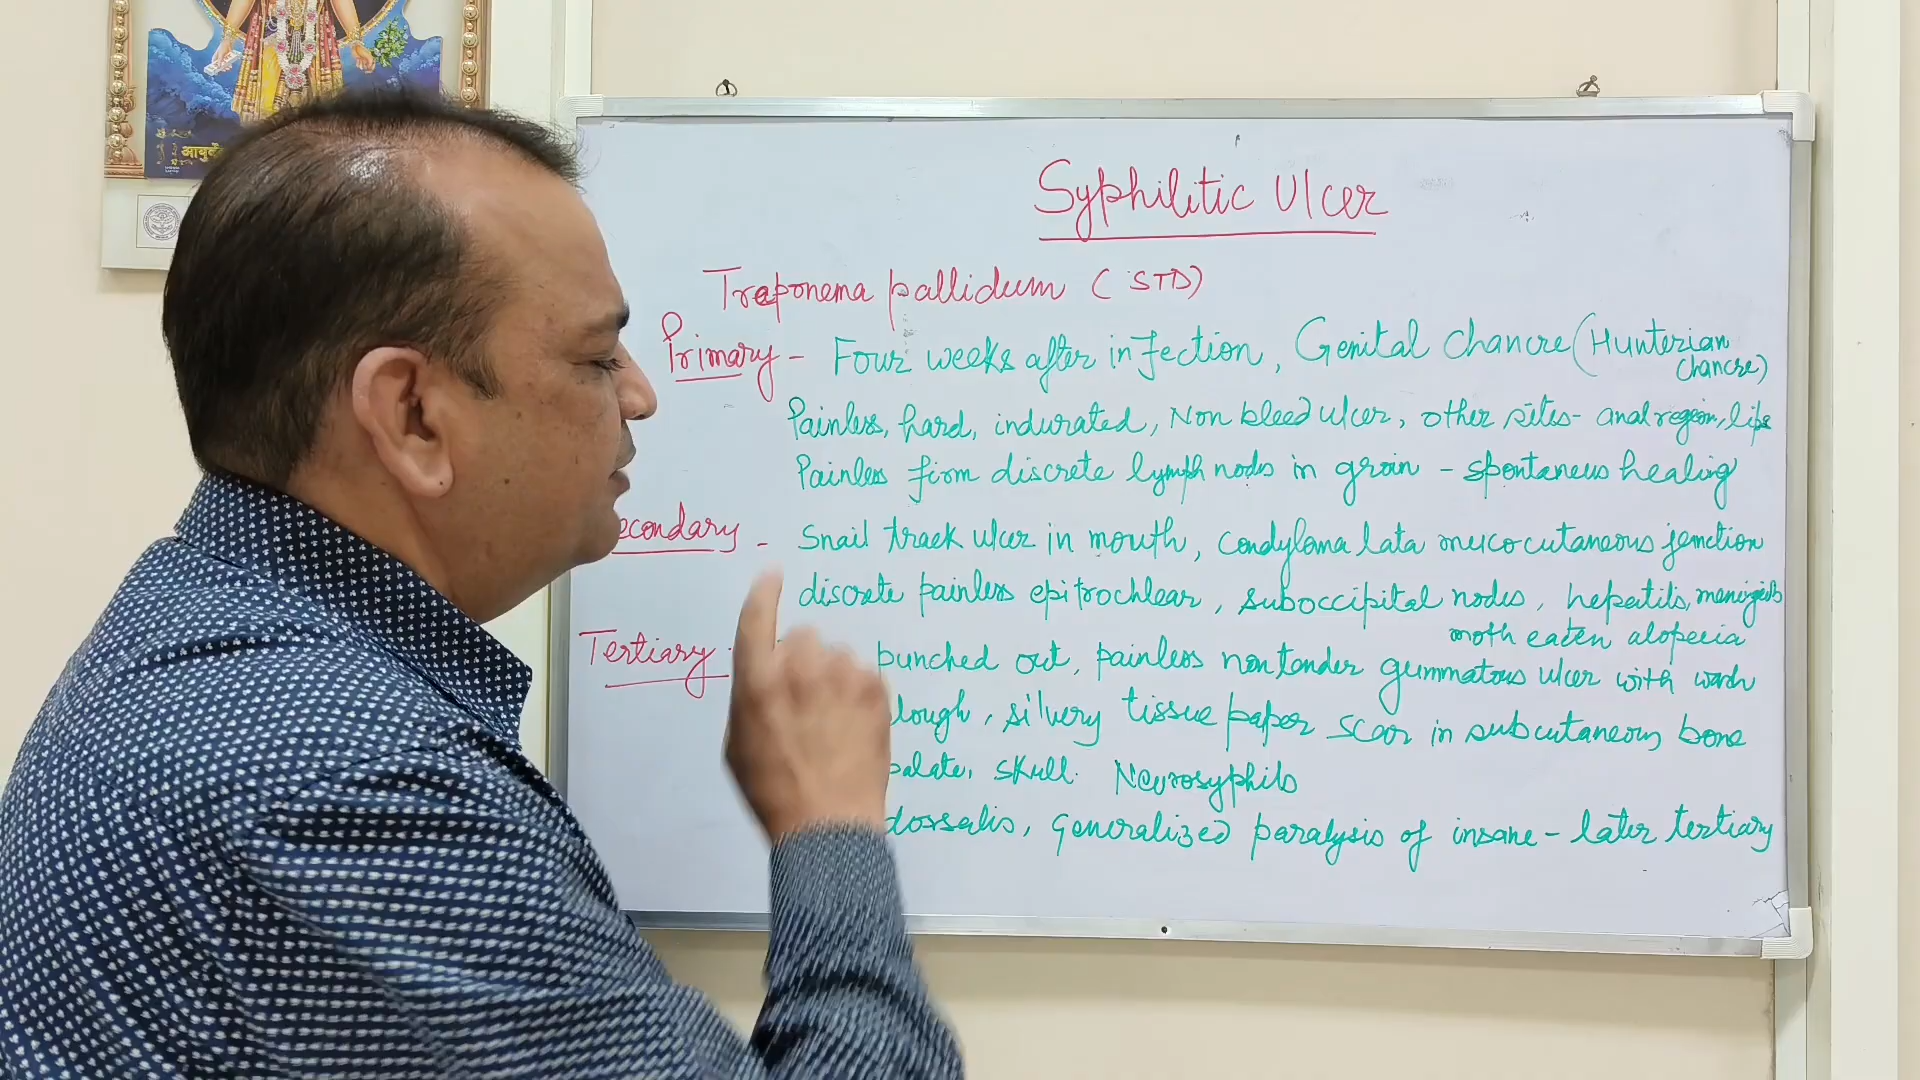 आयुर्वे
Syphilitic Ulcer
Treponema pallidum ( STD)
Primary - Four weeks after infection, Genital Chancre (Hunterian Chancre)
Painless, hard, indurated, Non bleed ulcer, other sites - anal region, lips
Painless firm discrete lymph nodes in groin - spontaneus healing
econdary - Snail track ulcer in mouth, Condyloma lata mucocutaneous junction
discrete painless epitrochlear, suboccipital nodes, hepatitis, meningitis
moth eaten alopecia
Tertiary - punched out, painless nontender gummatous ulcer with wash
lough, silvery tissue paper scar in subcutaneous bone
palate, skull. Neurosyphilis
dorsalis, Generalized paralysis of insane - later tertiary